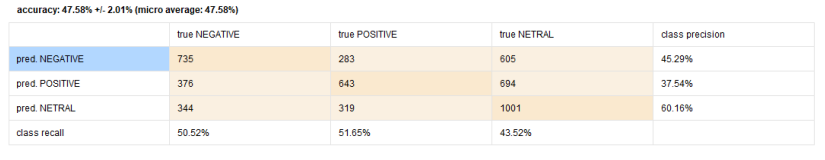 accuracy: 47.58% +/- 2.01% (micro average: 47.58%)
true NEGATIVE true POSITIVE true NETRAL class precision
pred. NEGATIVE 735 283 605 45.29%
pred. POSITIVE 376 643 694 37.54%
pred. NETRAL 344 319 1001 60.16%
class recall 50.52% 51.65% 43.52%